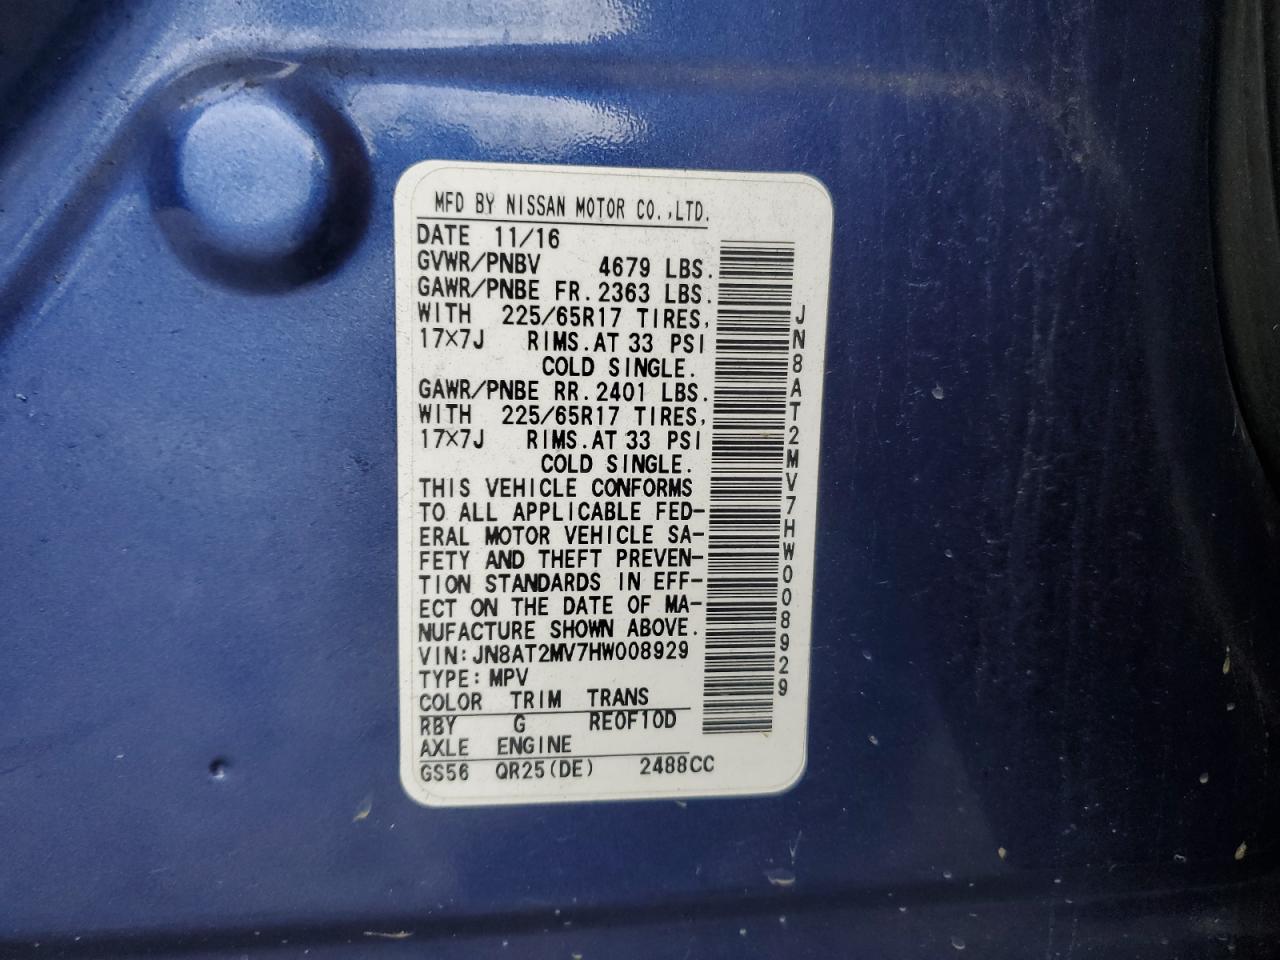 MFD BY NISSAN MOTOR CO.,LTD.
DATE 11/16
GVWR/PNBV 4679 LBS.
GAWR/PNBE FR. 2363 LBS.
WITH 225/65R17 TIRES,
17X7J RIMS. AT 33 PSI
COLD SINGLE.
GAWR/PNBE RR. 2401 LBS.
WITH 225/65R17 TIRES,
17X7J RIMS. AT 33 PSI
COLD SINGLE.
THIS VEHICLE CONFORMS
TO ALL APPLICABLE FED-
ERAL MOTOR VEHICLE SA-
FETY AND THEFT PREVEN-
TION STANDARDS IN EFF-
ECT ON THE DATE OF MA-
NUFACTURE SHOWN ABOVE.
VIN: JN8AT2MV7HW008929
TYPE: MPV
COLOR TRIM TRANS
RBY G RE0F10D
AXLE ENGINE
GS56 QR25(DE) 2488CC
JN8AT2MV7HW008929